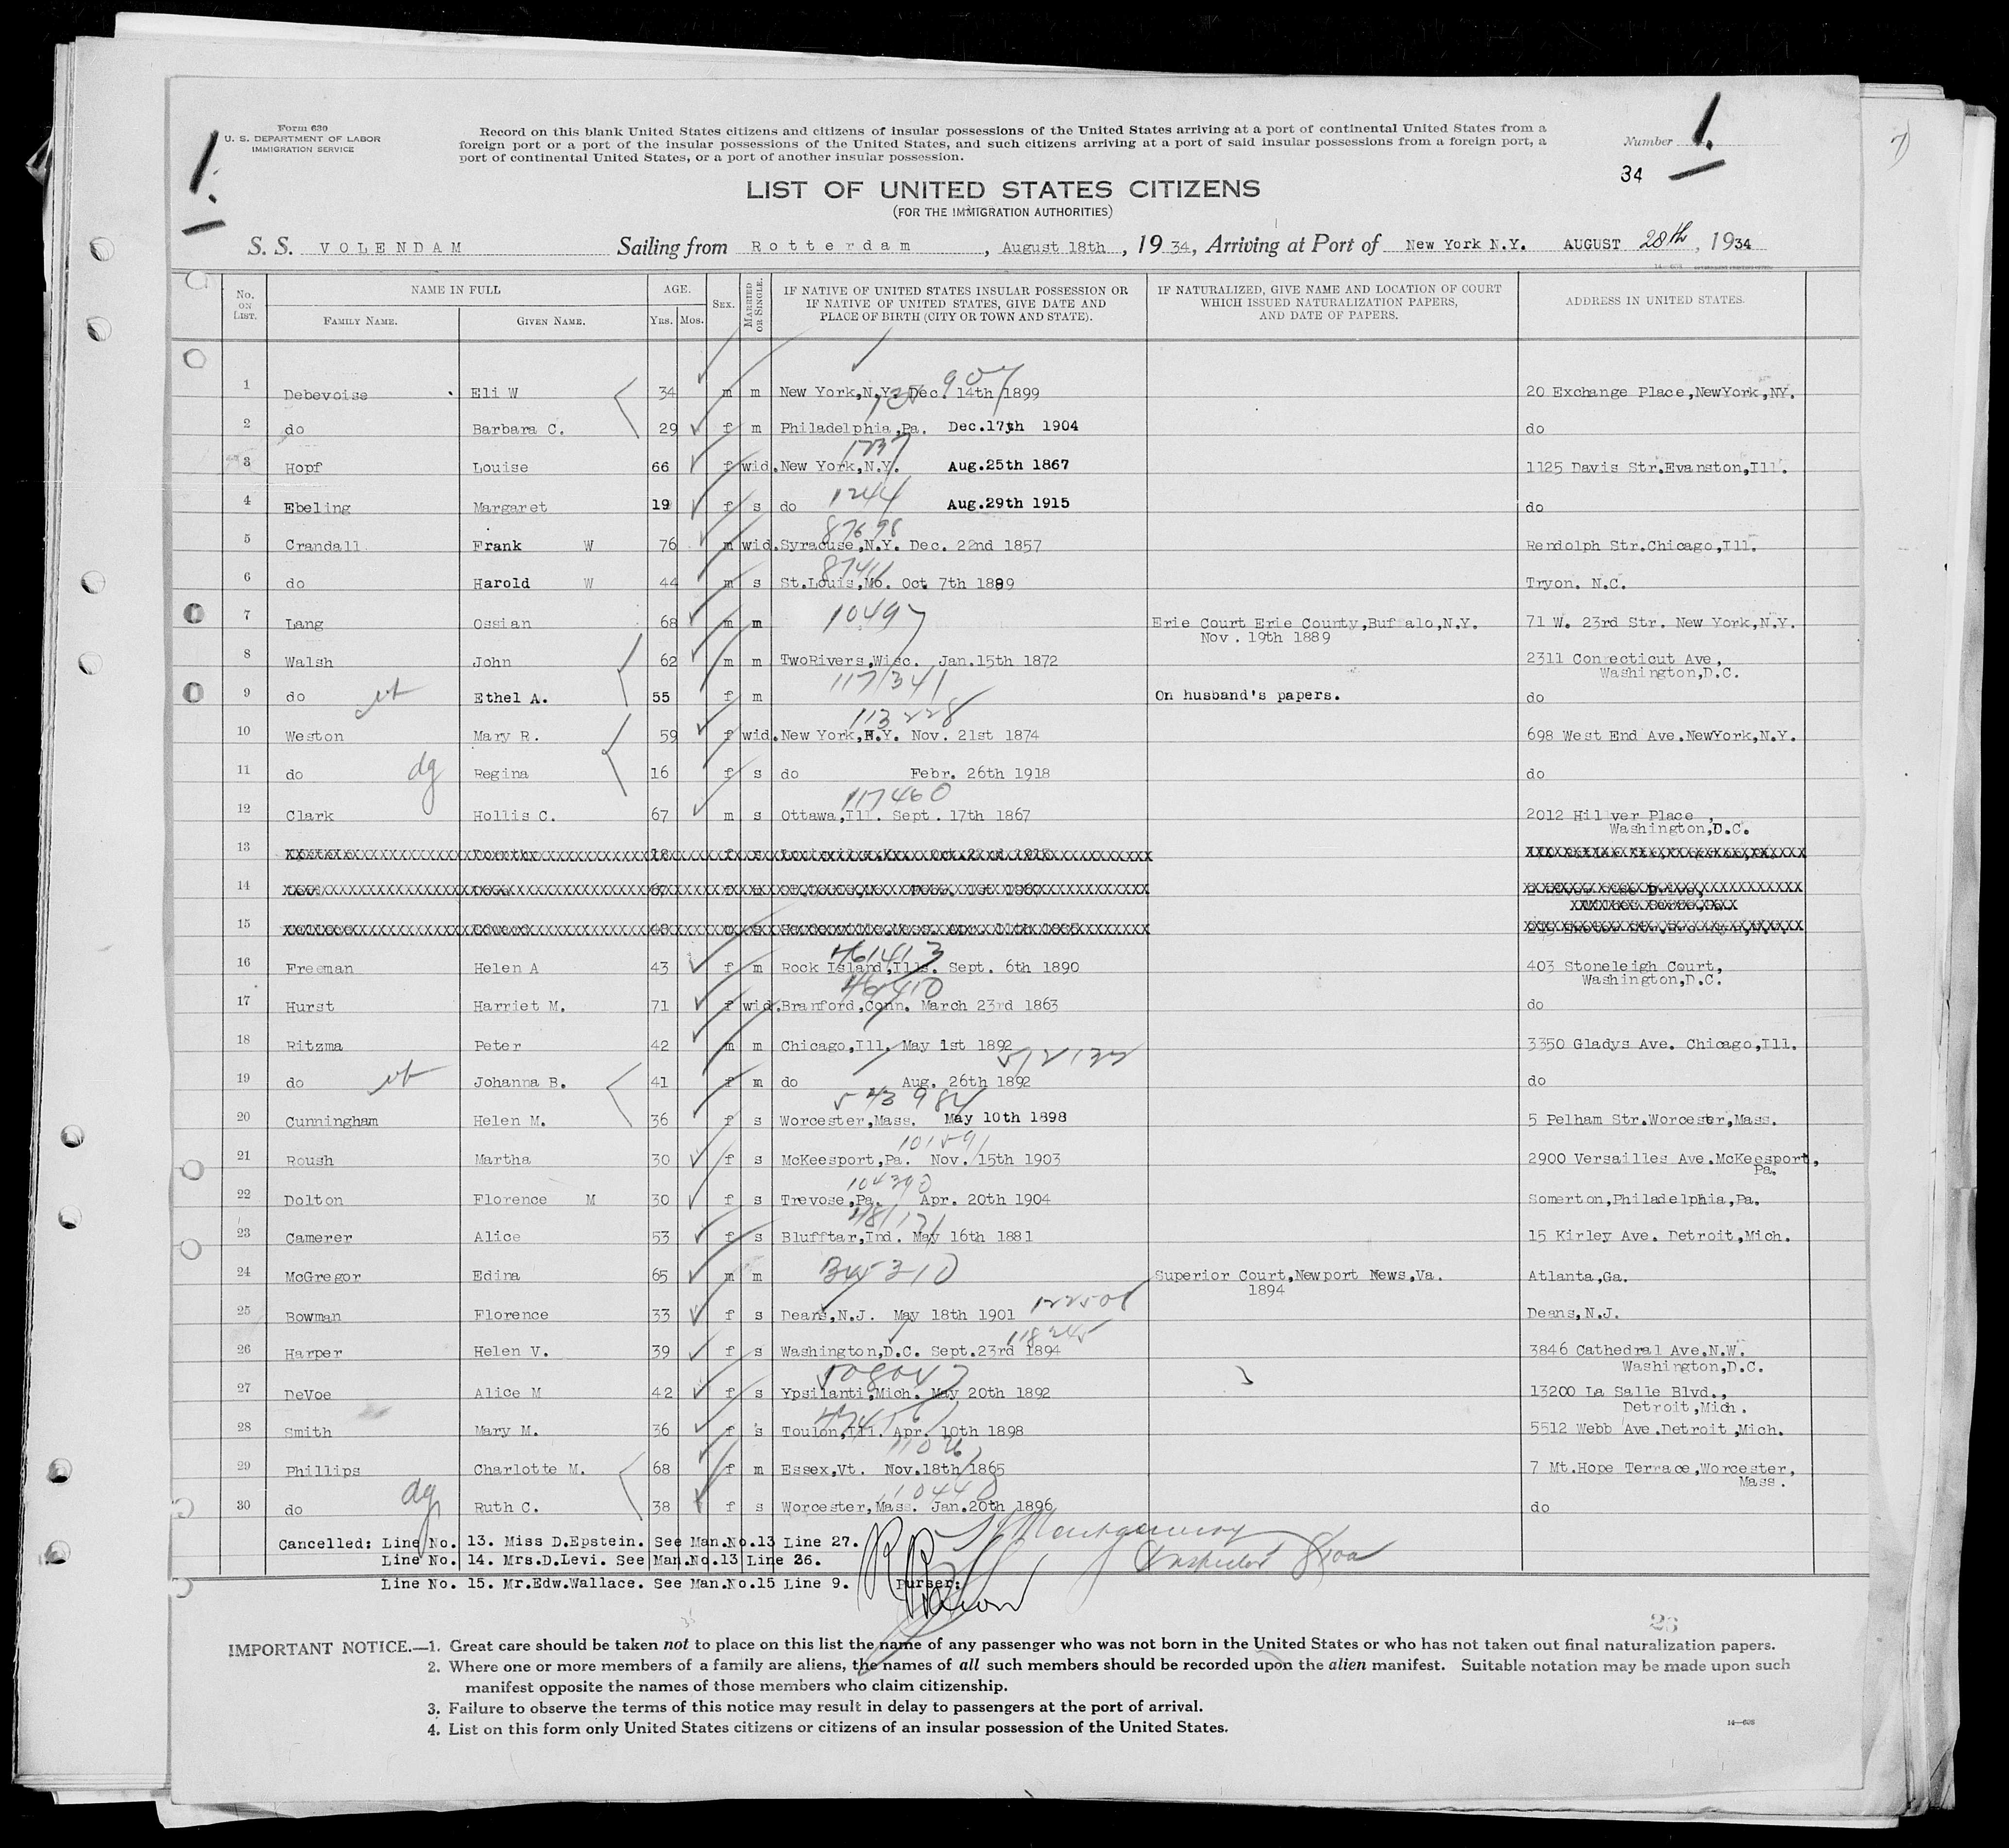 Form 630
U. S. DEPARTMENT OF LABOR
IMMIGRATION SERVICE
1.
Record on this blank United States citizens and citizens of insular possessions of the United States arriving at a port of continental United States from a
foreign port or a port of the insular possessions of the United States, and such citizens arriving at a port of said insular possessions from a foreign port, a
port of continental United States, or a port of another insular possession.
Number 1.
34
LIST OF UNITED STATES CITIZENS
(FOR THE IMMIGRATION AUTHORITIES)
S. S. VOLENDAM Sailing from Rotterdam, August 18th, 1934, Arriving at Port of New York N.Y. AUGUST 28th, 1934
No. ON LIST. NAME IN FULL FAMILY NAME. GIVEN NAME. AGE. YRS. MOS. SEX. MARRIED OR SINGLE. IF NATIVE OF UNITED STATES INSULAR POSSESSION OR IF NATIVE OF UNITED STATES, GIVE DATE AND PLACE OF BIRTH (CITY OR TOWN AND STATE). IF NATURALIZED, GIVE NAME AND LOCATION OF COURT WHICH ISSUED NATURALIZATION PAPERS, AND DATE OF PAPERS. ADDRESS IN UNITED STATES.
907
1 Debevoise Eli W 34 m m New York,N.Y. Dec. 14th 1899 20 Exchange Place,NewYork,NY.
2 do Barbara C. 29 f m Philadelphia,Pa. Dec.17th 1904 do
1237
3 Hopf Louise 66 f wid. New York,N.Y. Aug.25th 1867 1125 Davis Str.Evanston,Ill.
1244
4 Ebeling Margaret 19 f s do Aug.29th 1915 do
87698
5 Crandall Frank W 76 m wid. Syracuse,N.Y. Dec. 22nd 1857 Rendolph Str.Chicago,Ill.
6 do Harold W 44 m s St.Louis,Mo. Oct. 7th 1889 Tryon. N.C.
10497
7 Lang Ossian 68 m m Erie Court Erie County,Buffalo,N.Y. 71 W. 23rd Str. New York,N.Y.
Nov. 19th 1889
8 Walsh John 62 m m TwoRivers,Wisc. Jan.15th 1872 2311 Connecticut Ave,
Washington,D.C.
117341
9 do Ethel A. 55 f m On husband's papers. do
113228
10 Weston Mary R. 59 f wid. New York,N.Y. Nov. 21st 1874 698 West End Ave.NewYork,N.Y.
11 do dg Regina 16 f s do Febr. 26th 1918 do
117460
12 Clark Hollis C. 67 m s Ottawa,Ill. Sept. 17th 1867 2012 Hillyer Place,
Washington,D.C.
13
14
15
461413
16 Freeman Helen A 43 f m Rock Island,Ills. Sept. 6th 1890 403 Stoneleigh Court,
Washington,D.C.
461410
17 Hurst Harriet M. 71 f wid. Branford,Conn. March 23rd 1863 do
18 Ritzma Peter 42 m m Chicago,Ill. May 1st 1892 3350 Gladys Ave. Chicago,Ill.
19 do Johanna B. 41 f m do Aug. 26th 1892 do
543984
20 Cunningham Helen M. 36 f s Worcester,Mass. May 10th 1898 5 Pelham Str.Worcester,Mass.
101591
21 Roush Martha 30 f s McKeesport,Pa. Nov. 15th 1903 2900 Versailles Ave.McKeesport,
Pa.
104390
22 Dolton Florence M 30 f s Trevose,Pa. Apr. 20th 1904 Somerton,Philadelphia,Pa.
23 Camerer Alice 53 f s Blufftar,Ind. May 16th 1881 15 Kirley Ave. Detroit,Mich.
345310
24 McGregor Edina 65 m m Superior Court,Newport News,Va. Atlanta,Ga.
1894
25 Bowman Florence 33 f s Deans,N.J. May 18th 1901 Deans,N.J.
118245
26 Harper Helen V. 39 f s Washington,D.C. Sept.23rd 1894 3846 Cathedral Ave.N.W.
Washington,D.C.
27 DeVoe Alice M 42 f s Ypsilanti,Mich. May 20th 1892 13200 La Salle Blvd.,
Detroit,Mich.
28 Smith Mary M. 36 f s Toulon,Ill. Apr. 10th 1898 5512 Webb Ave.Detroit,Mich.
29 Phillips Charlotte M. 68 f m Essex,Vt. Nov.18th 1865 7 Mt.Hope Terrace,Worcester,
Mass.
30 do dg Ruth C. 38 f s Worcester,Mass. Jan.20th 1896 do
Cancelled: Line No. 13. Miss D.Epstein. See Man.No.13 Line 27.
Line No. 14. Mrs.D.Levi. See Man.No.13 Line 26.
Line No. 15. Mr.Edw.Wallace. See Man.No.15 Line 9. Purser:
Montgomery
Inspector
26
IMPORTANT NOTICE.—1. Great care should be taken not to place on this list the name of any passenger who was not born in the United States or who has not taken out final naturalization papers.
2. Where one or more members of a family are aliens, the names of all such members should be recorded upon the alien manifest. Suitable notation may be made upon such
manifest opposite the names of those members who claim citizenship.
3. Failure to observe the terms of this notice may result in delay to passengers at the port of arrival.
4. List on this form only United States citizens or citizens of an insular possession of the United States.